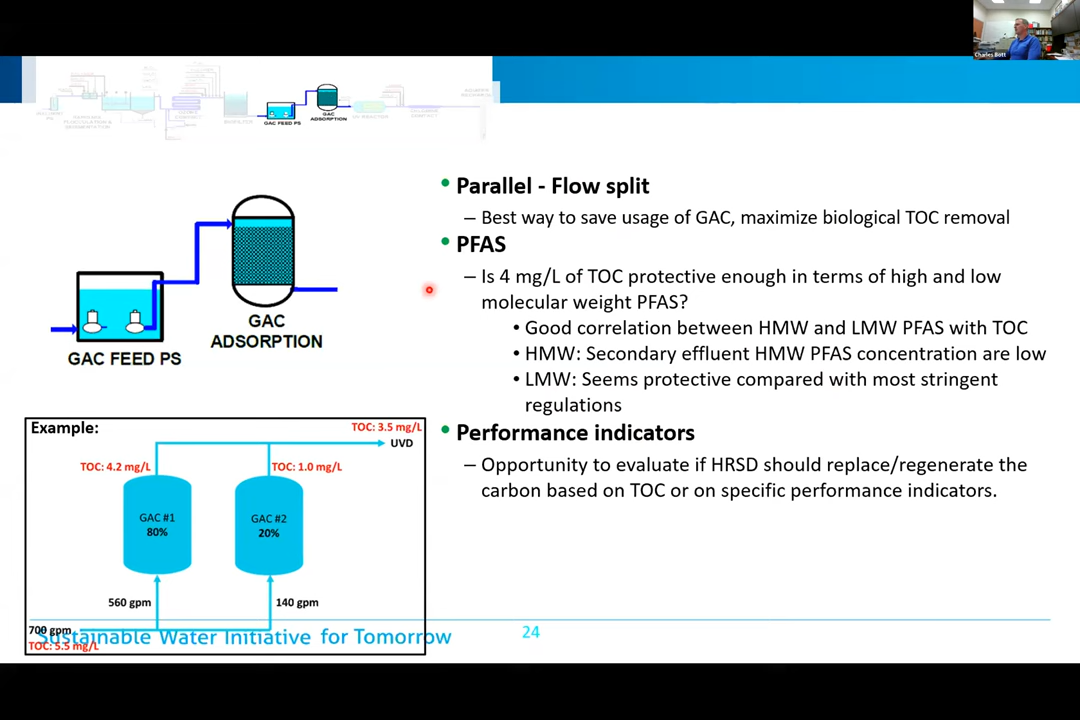 Charles Bott
GAC FEED PS
GAC
ADSORPTION
• Parallel - Flow split
– Best way to save usage of GAC, maximize biological TOC removal
• PFAS
– Is 4 mg/L of TOC protective enough in terms of high and low
molecular weight PFAS?
• Good correlation between HMW and LMW PFAS with TOC
• HMW: Secondary effluent HMW PFAS concentration are low
• LMW: Seems protective compared with most stringent
regulations
• Performance indicators
– Opportunity to evaluate if HRSD should replace/regenerate the
carbon based on TOC or on specific performance indicators.
GAC FEED PS
GAC
ADSORPTION
Example:
TOC: 3.5 mg/L
UVD
TOC: 4.2 mg/L
TOC: 1.0 mg/L
GAC #1
80%
GAC #2
20%
560 gpm
140 gpm
700 gpm
TOC: 5.5 mg/L
Sustainable Water Initiative for Tomorrow
24